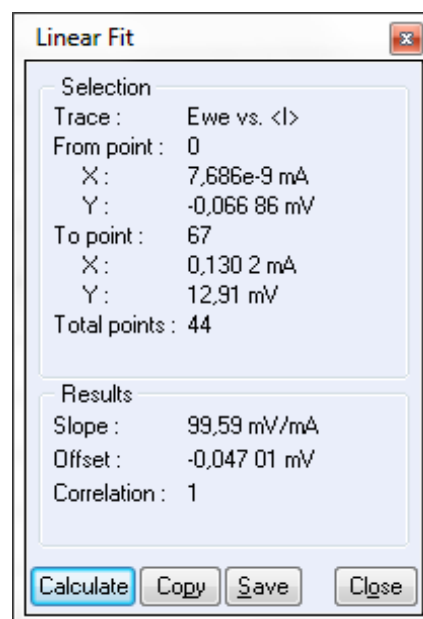 Linear Fit
Selection
Trace : Ewe vs. <I>
From point : 0
X : 7,686e-9 mA
Y : -0,066 86 mV
To point : 67
X : 0,130 2 mA
Y : 12,91 mV
Total points : 44
Results
Slope : 99,59 mV/mA
Offset : -0,047 01 mV
Correlation : 1
Calculate Copy Save Close